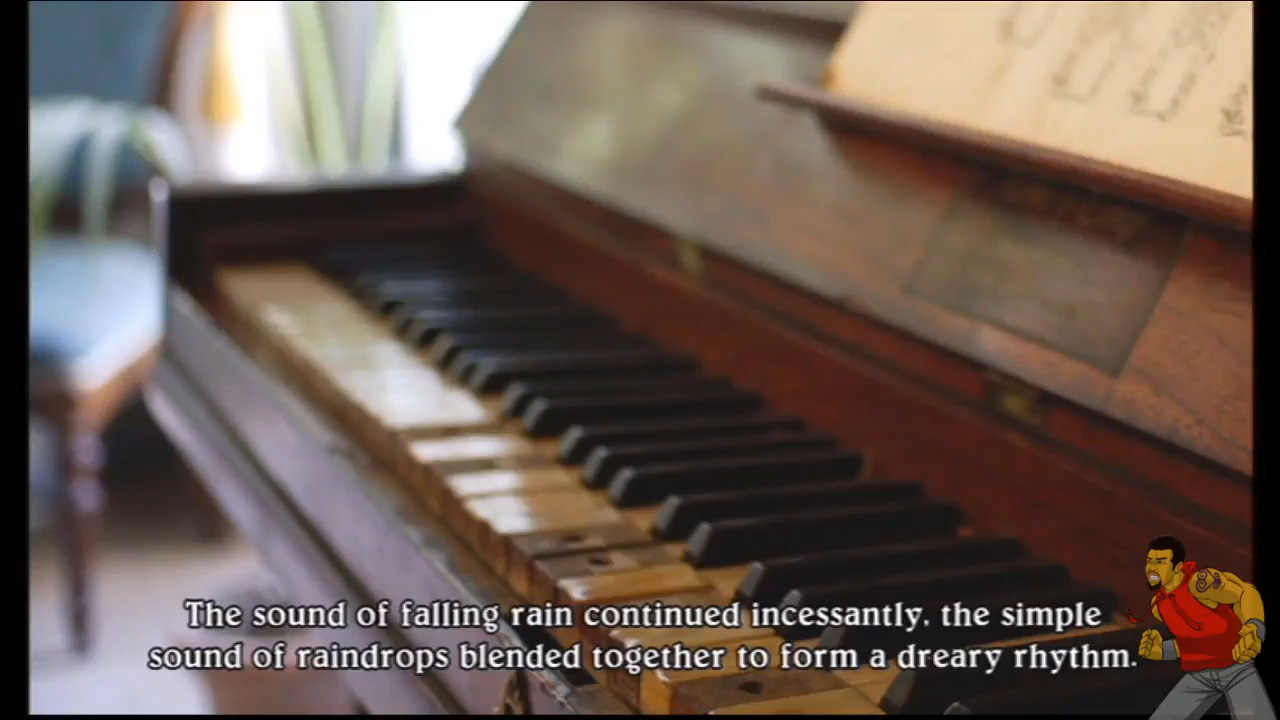 The sound of falling rain continued incessantly, the simple
sound of raindrops blended together to form a dreary rhythm.